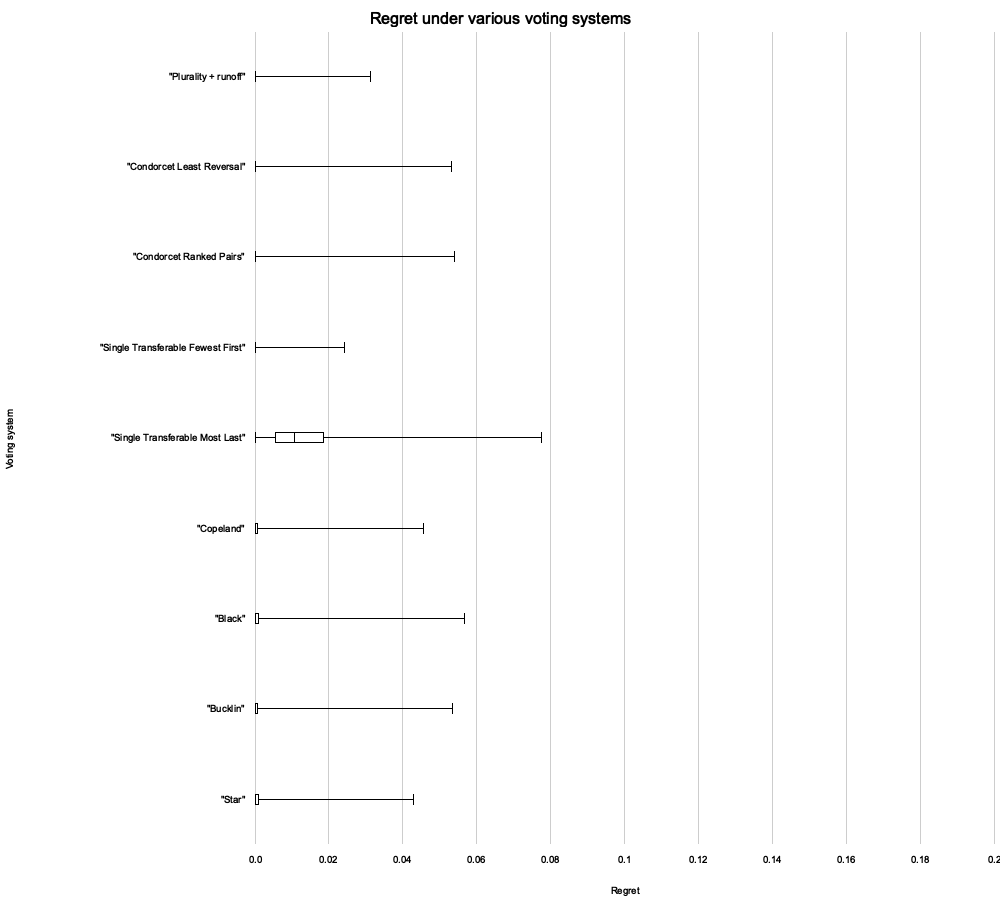 Regret under various voting systems
"Plurality + runoff"
"Condorcet Least Reversal"
"Condorcet Ranked Pairs"
"Single Transferable Fewest First"
"Single Transferable Most Last"
"Copeland"
"Black"
"Bucklin"
"Star"
Voting system
0.0 0.02 0.04 0.06 0.08 0.1 0.12 0.14 0.16 0.18 0.2
Regret